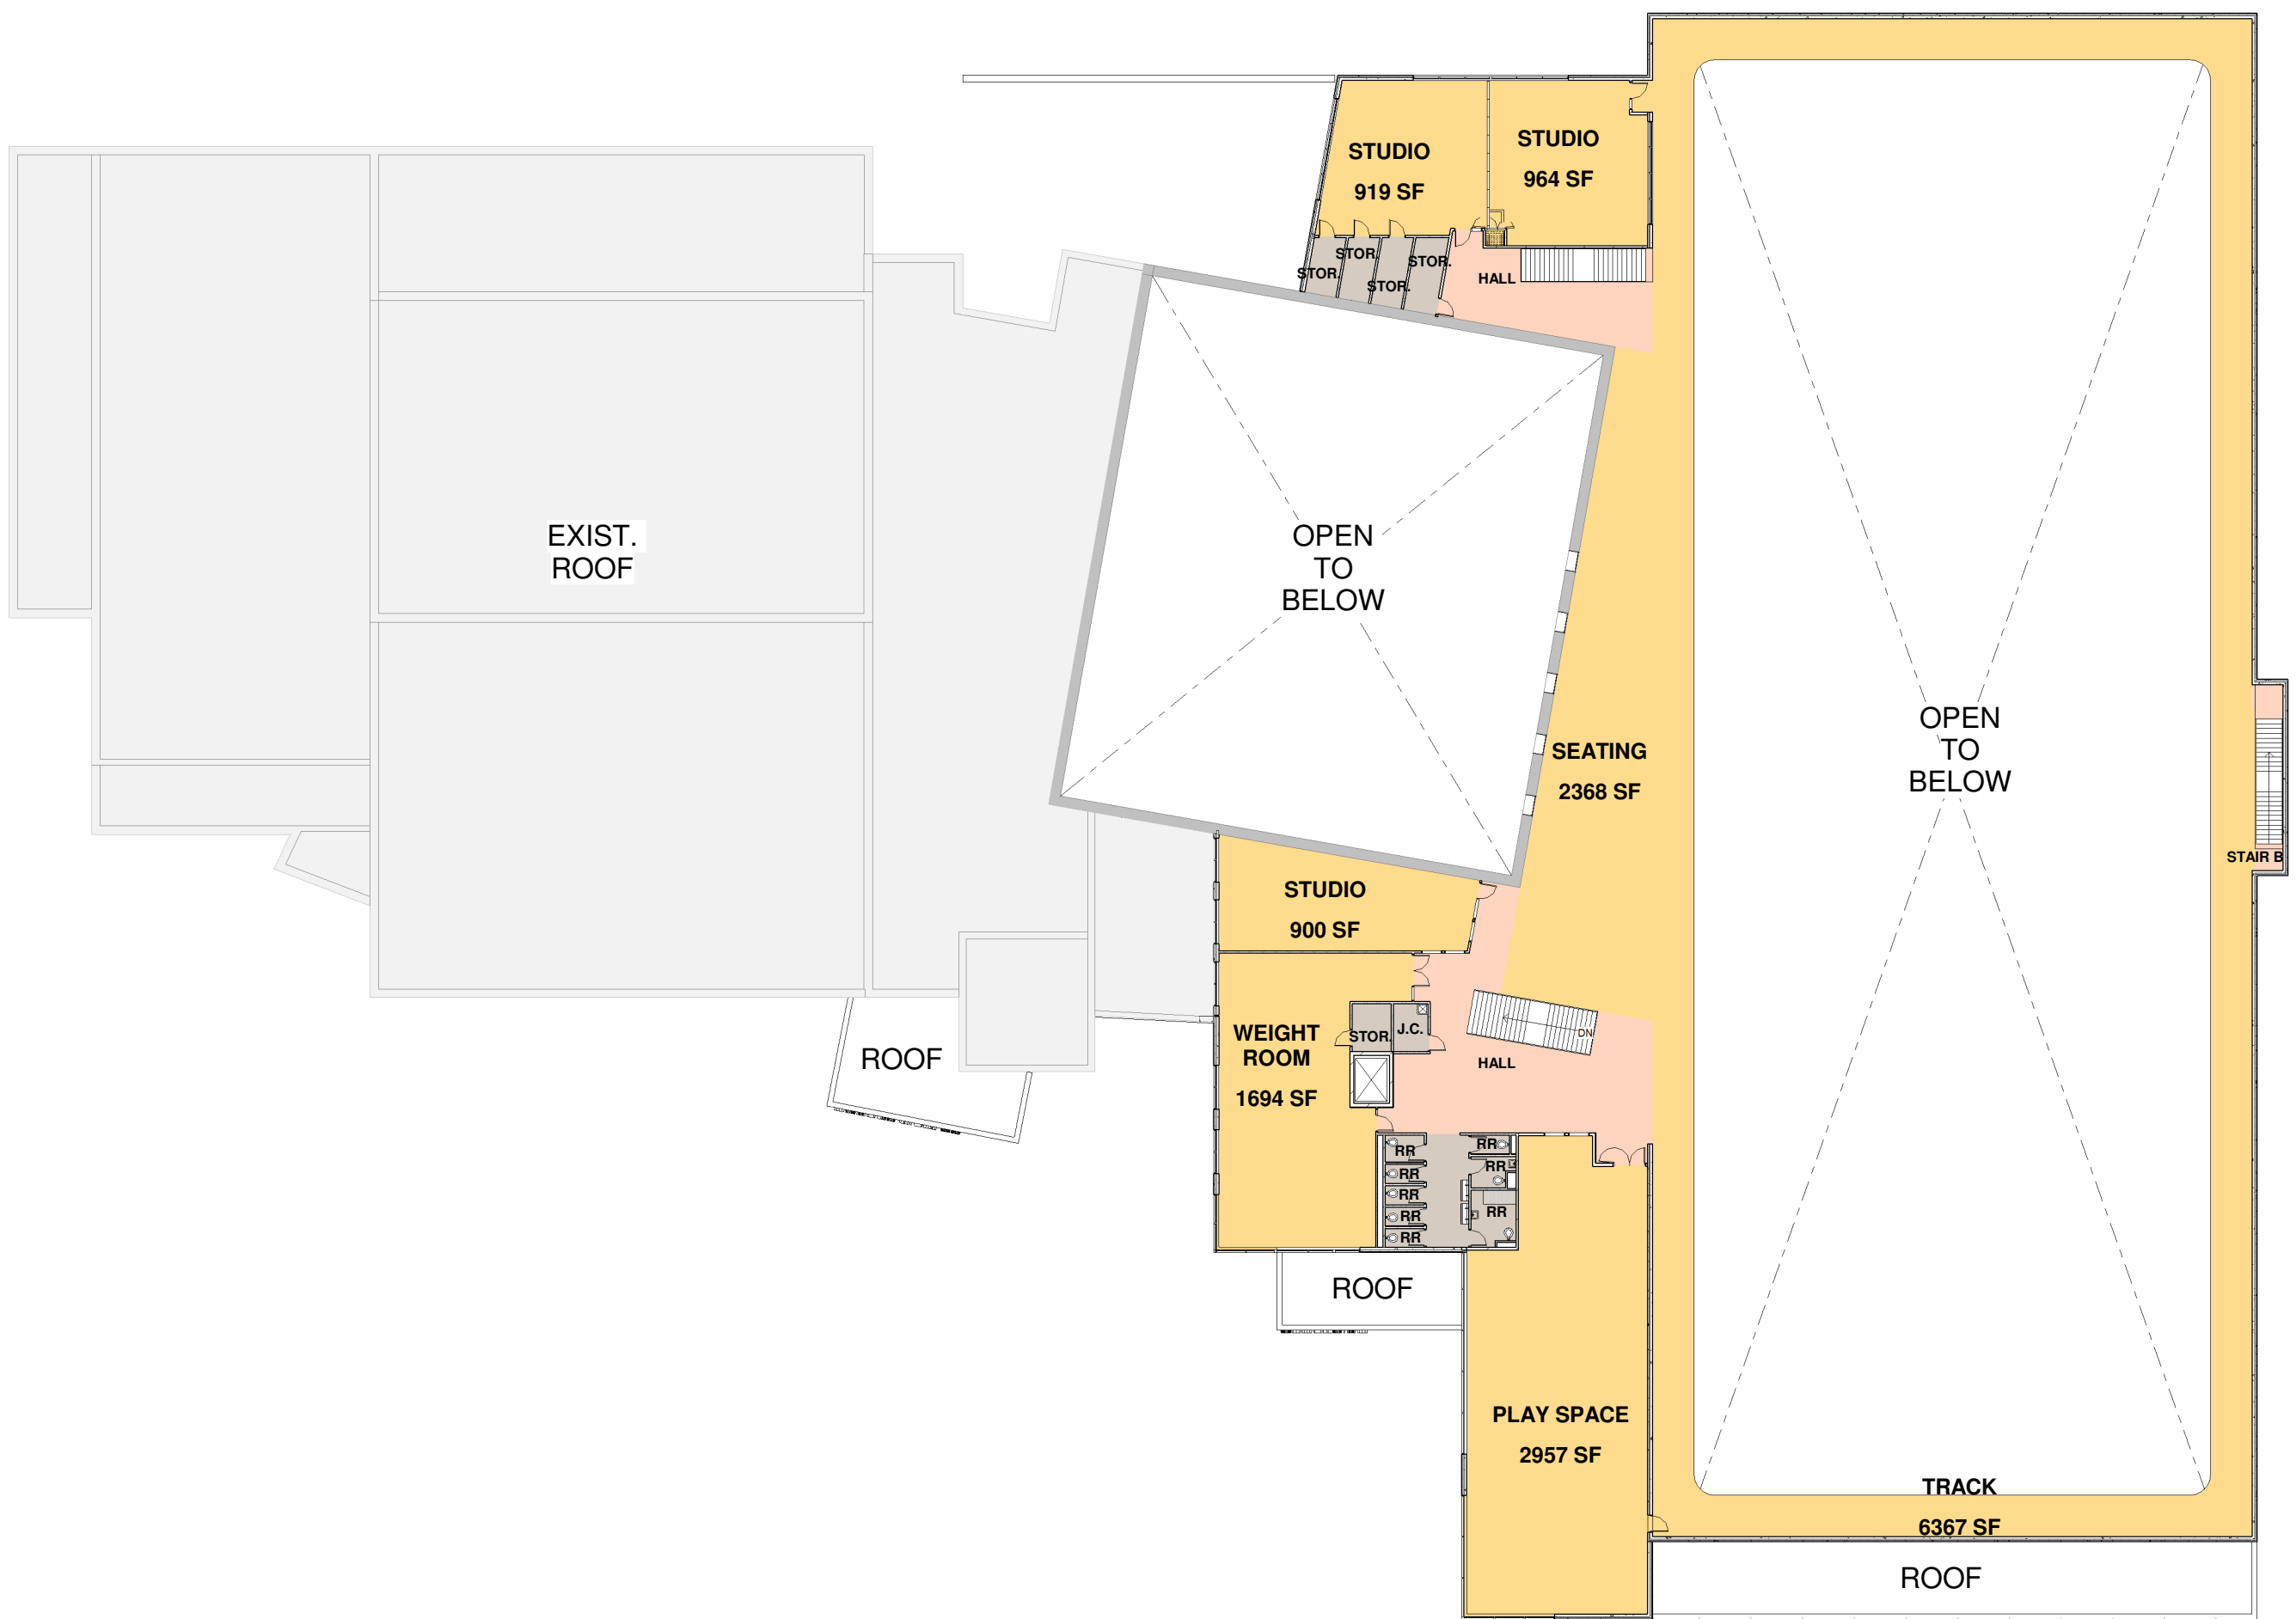 STUDIO
919 SF
STUDIO
964 SF
STOR.
STOR.
STOR.
STOR.
HALL
EXIST.
ROOF
OPEN
TO
BELOW
OPEN
TO
BELOW
SEATING
2368 SF
STAIR B
STUDIO
900 SF
WEIGHT
ROOM
1694 SF
STOR.
J.C.
DN
HALL
ROOF
RR
RR
RR
RR
RR
RR
RR
RR
ROOF
PLAY SPACE
2957 SF
TRACK
6367 SF
ROOF